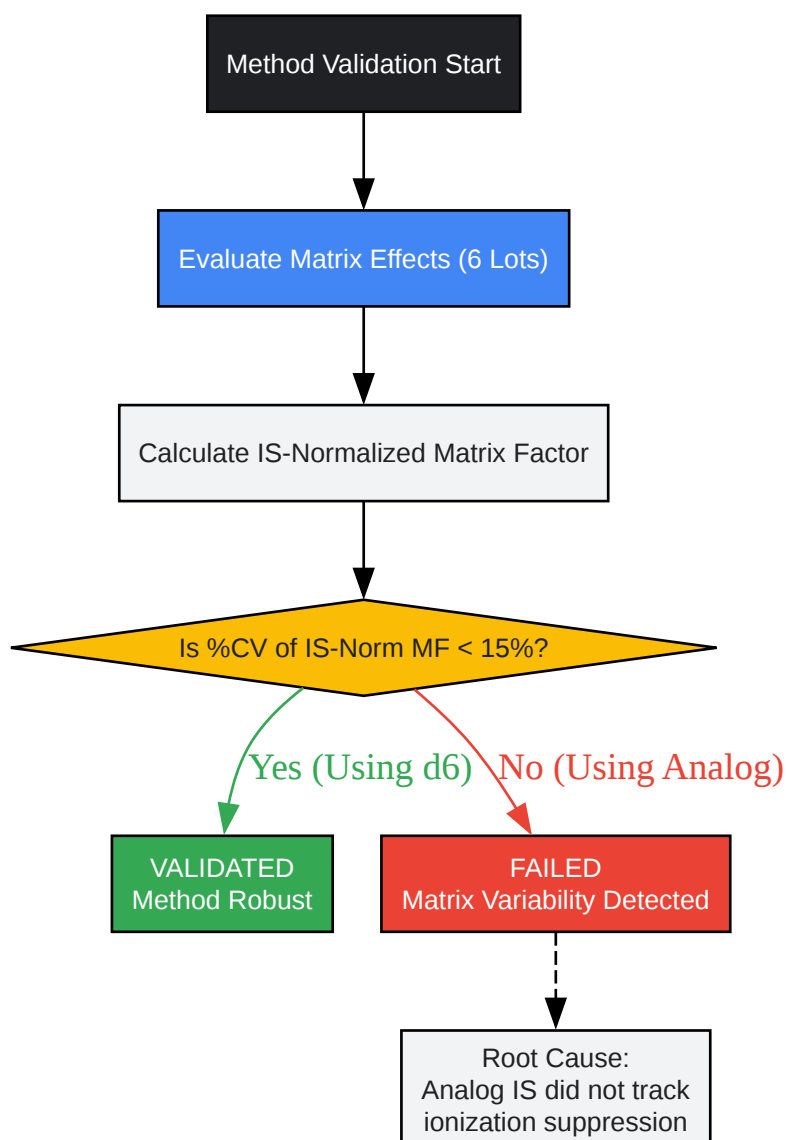 Method Validation Start
Evaluate Matrix Effects (6 Lots)
Calculate IS-Normalized Matrix Factor
Is %CV of IS-Norm MF < 15%?
Yes (Using d6)
No (Using Analog)
VALIDATED
Method Robust
FAILED
Matrix Variability Detected
Root Cause:
Analog IS did not track
ionization suppression